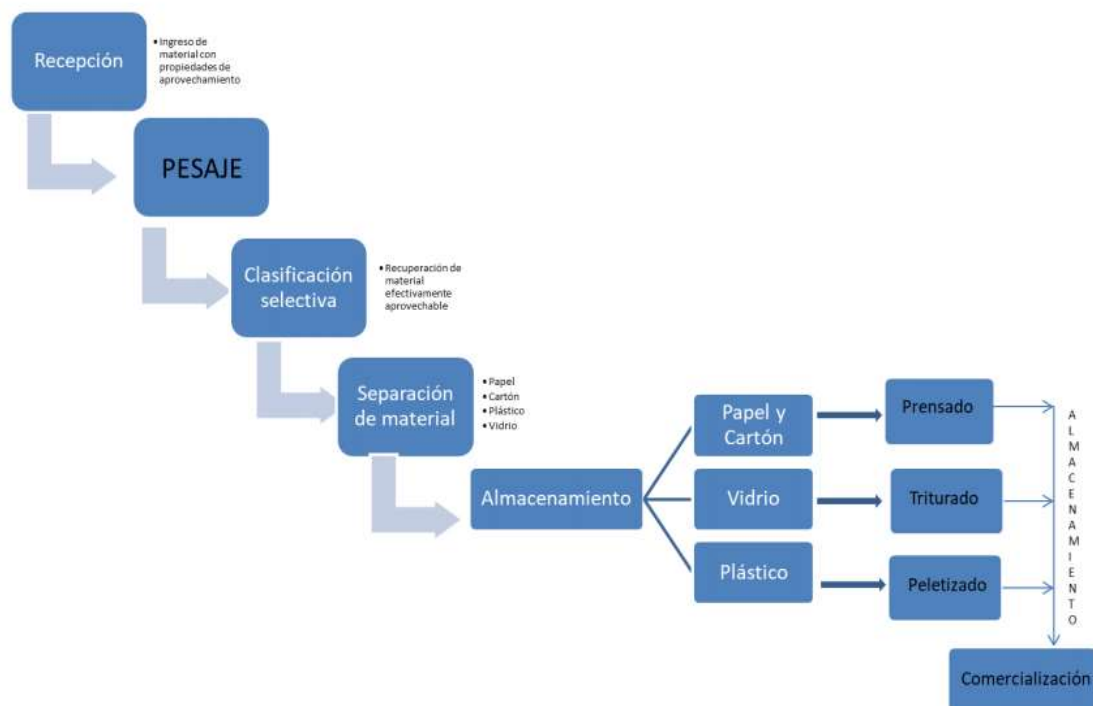 Recepción
• Ingreso de
material con
propiedades de
aprovechamiento
PESAJE
Clasificación
selectiva
• Recuperación de
material
efectivamente
aprovechable
Separación
de material
• Papel
• Cartón
• Plástico
• Vidrio
Almacenamiento
Papel y
Cartón
Prensado
Vidrio
Triturado
Plástico
Peletizado
ALMACENAMIENTO
Comercialización